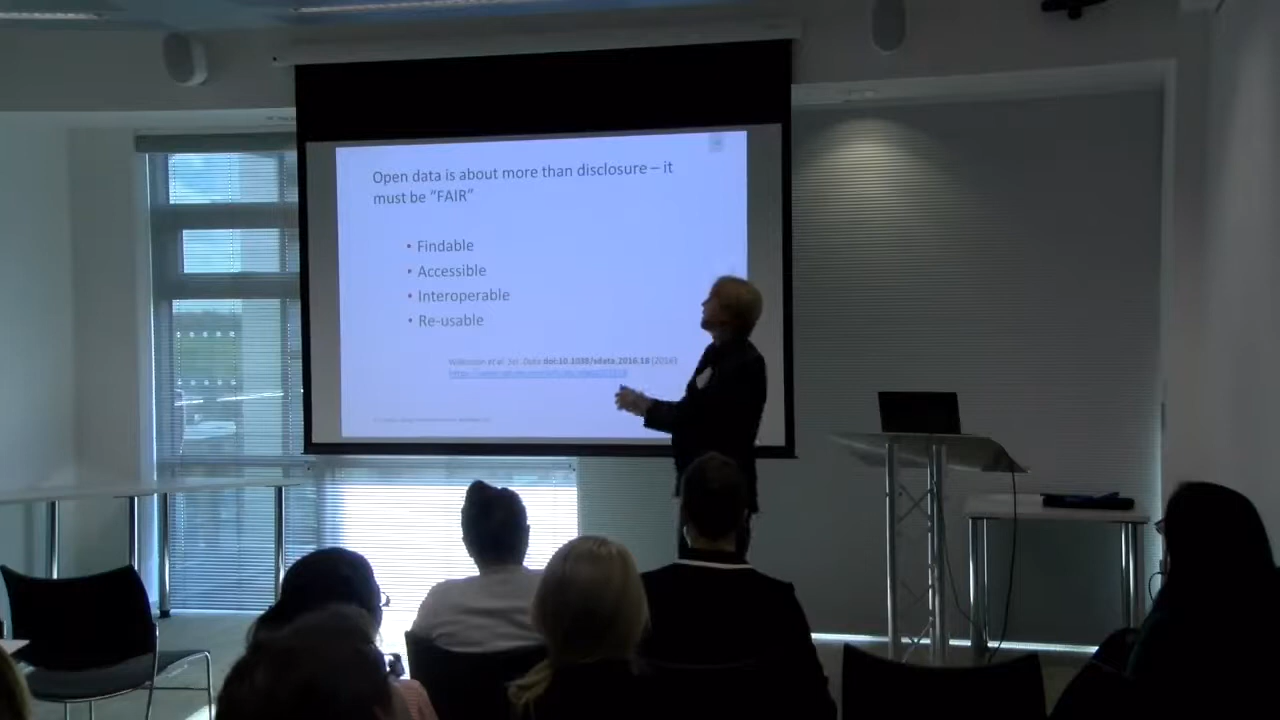 Open data is about more than disclosure – it
must be "FAIR"
• Findable
• Accessible
• Interoperable
• Re-usable
Wilkinson et al. Sci. Data doi:10.1038/sdata.2016.18 (2016)